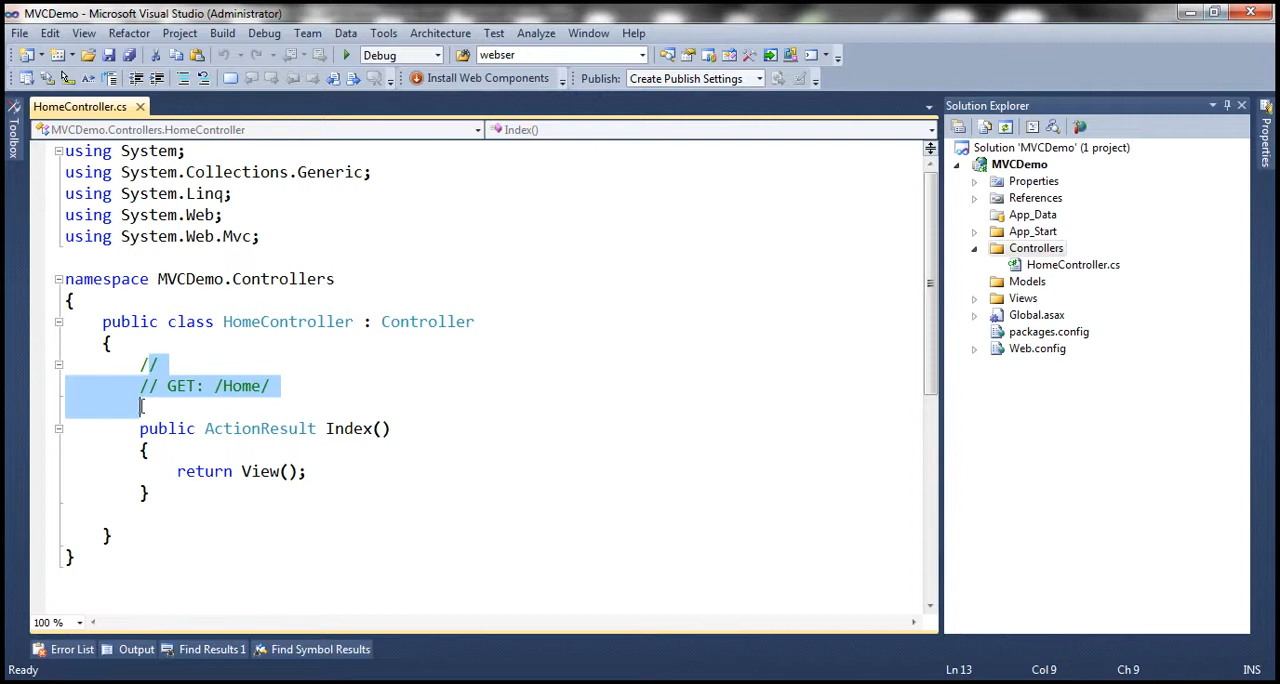 MVCDemo - Microsoft Visual Studio (Administrator)
File Edit View Refactor Project Build Debug Team Data Tools Architecture Test Analyze Window Help
Debug webser
Install Web Components Publish: Create Publish Settings
HomeController.cs
MVCDemo.Controllers.HomeController Index()
using System;
using System.Collections.Generic;
using System.Linq;
using System.Web;
using System.Web.Mvc;
namespace MVCDemo.Controllers
{
public class HomeController : Controller
{
//
// GET: /Home/
public ActionResult Index()
{
return View();
}
}
}
100 %
Toolbox
Solution Explorer
Solution 'MVCDemo' (1 project)
MVCDemo
Properties
References
App_Data
App_Start
Controllers
HomeController.cs
Models
Views
Global.asax
packages.config
Web.config
Properties
Error List Output Find Results 1 Find Symbol Results
Ready Ln 13 Col 9 Ch 9 INS